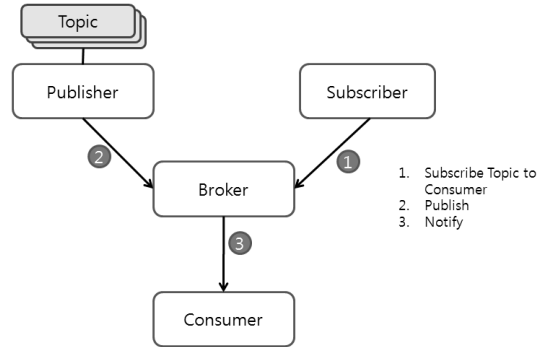 Topic
Publisher
Subscriber
2
1
Broker
1. Subscribe Topic to
Consumer
2. Publish
3. Notify
3
Consumer